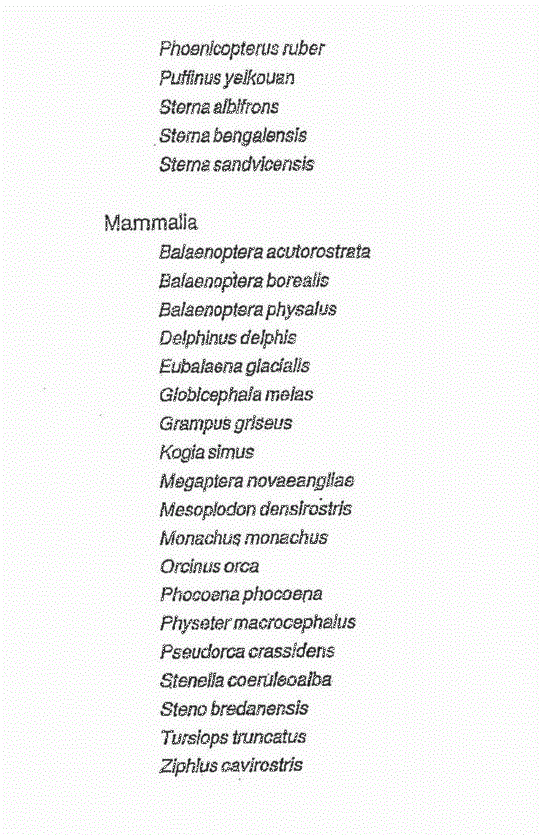 Phoenicopterus ruber
Puffinus yelkouan
Sterna albifrons
Sterna bengalensis
Sterna sandvicensis
Mammalia
Balaenoptera acutorostrata
Balaenoptera borealis
Balaenoptera physalus
Delphinus delphis
Eubalaena glacialis
Globicephala melas
Grampus griseus
Kogia simus
Megaptera novaeangliae
Mesoplodon densirostris
Monachus monachus
Orcinus orca
Phocoena phocoena
Physeter macrocephalus
Pseudorca crassidens
Stenella coeruleoalba
Steno bredanensis
Tursiops truncatus
Ziphius cavirostris